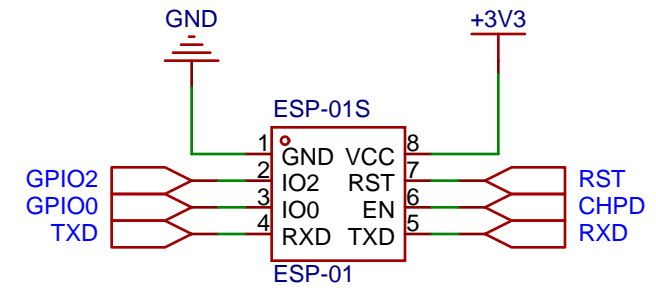 GND +3V3
ESP-01S
1 8
GND VCC
GPIO2 2 IO2 RST 7 RST
GPIO0 3 IO0 EN 6 CHPD
TXD 4 RXD TXD 5 RXD
ESP-01